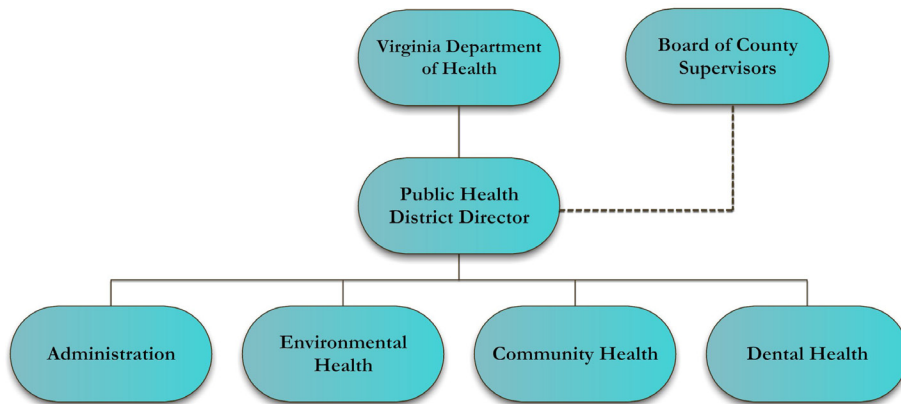 Virginia Department
of Health
Board of County
Supervisors
Public Health
District Director
Administration
Environmental
Health
Community Health
Dental Health